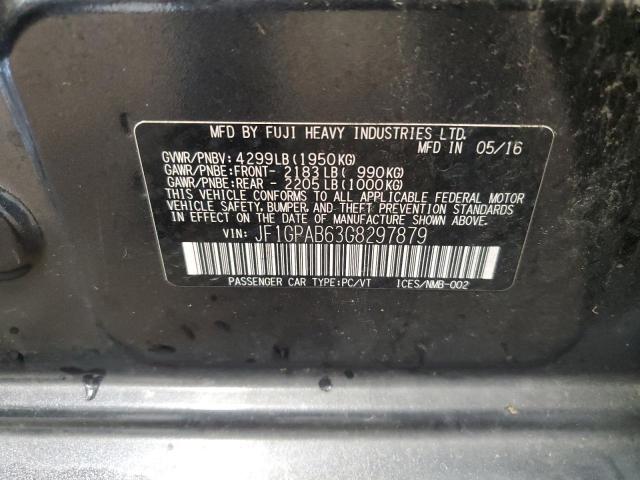 MFD BY FUJI HEAVY INDUSTRIES LTD.
MFD IN 05/16
GVWR/PNBV: 4299LB(1950KG)
GAWR/PNBE:FRONT- 2183LB( 990KG)
GAWR/PNBE:REAR - 2205LB(1000KG)
THIS VEHICLE CONFORMS TO ALL APPLICABLE FEDERAL MOTOR
VEHICLE SAFETY, BUMPER, AND THEFT PREVENTION STANDARDS
IN EFFECT ON THE DATE OF MANUFACTURE SHOWN ABOVE.
VIN: JF1GPAB63G8297879
PASSENGER CAR TYPE:PC/VT ICES/NMB-002